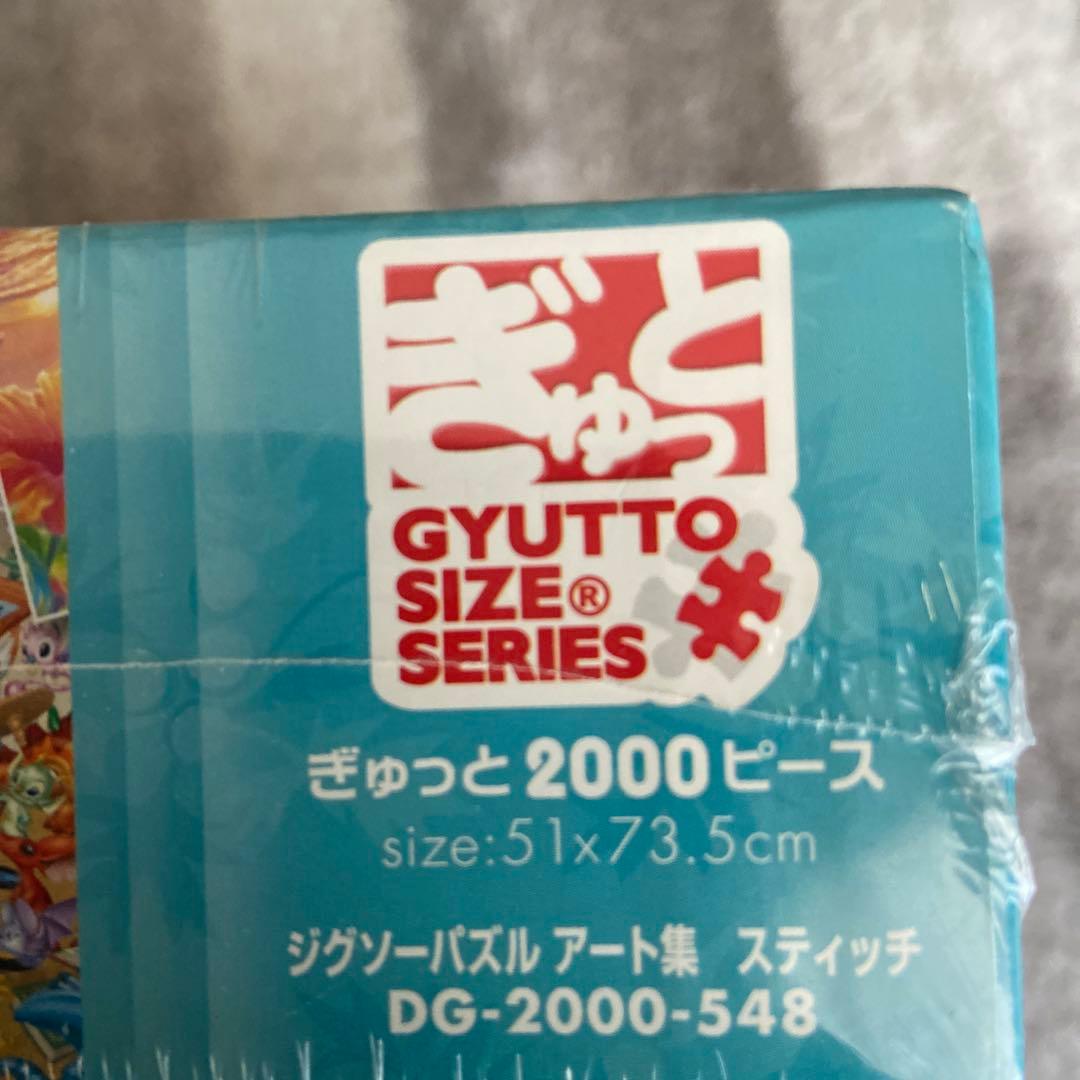 ぎゅっと
GYUTTO
SIZE®
SERIES
ぎゅっと2000ピース
size:51x73.5cm
ジグソーパズル アート集 スティッチ
DG-2000-548